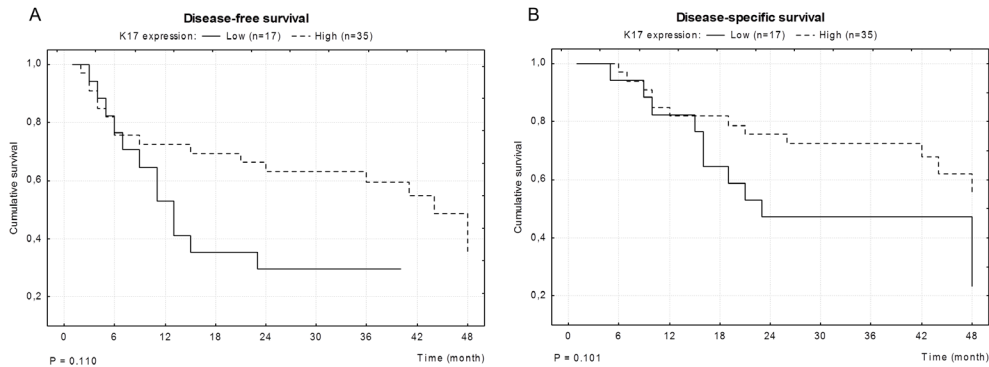 A
Disease-free survival
K17 expression: Low (n=17) High (n=35)
1,0
0,8
0,6
0,4
0,2
Cumulative survival
0 6 12 18 24 30 36 42 48
Time (month)
P = 0.110
B
Disease-specific survival
K17 expression: Low (n=17) High (n=35)
1,0
0,8
0,6
0,4
0,2
Cumulative survival
0 6 12 18 24 30 36 42 48
Time (month)
P = 0.101